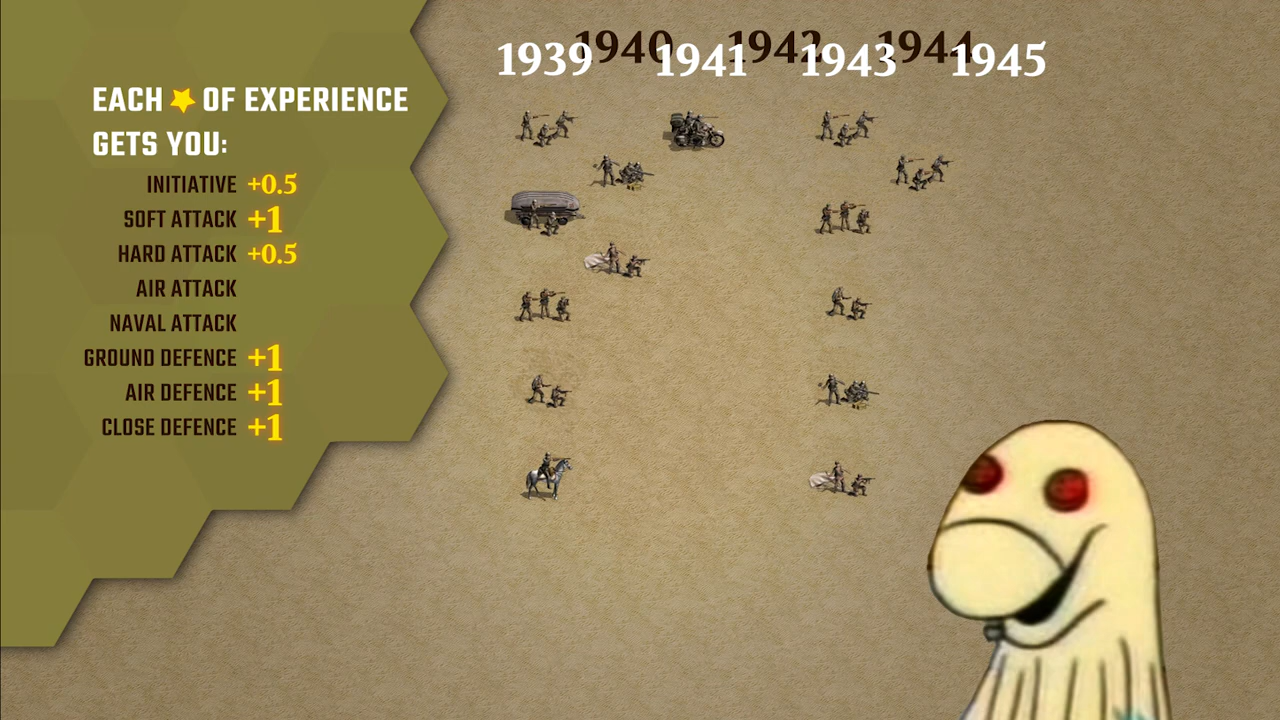 EACH ⭐ OF EXPERIENCE
GETS YOU:
INITIATIVE +0.5
SOFT ATTACK +1
HARD ATTACK +0.5
AIR ATTACK
NAVAL ATTACK
GROUND DEFENCE +1
AIR DEFENCE +1
CLOSE DEFENCE +1
1939 1940 1941 1942 1943 1944 1945